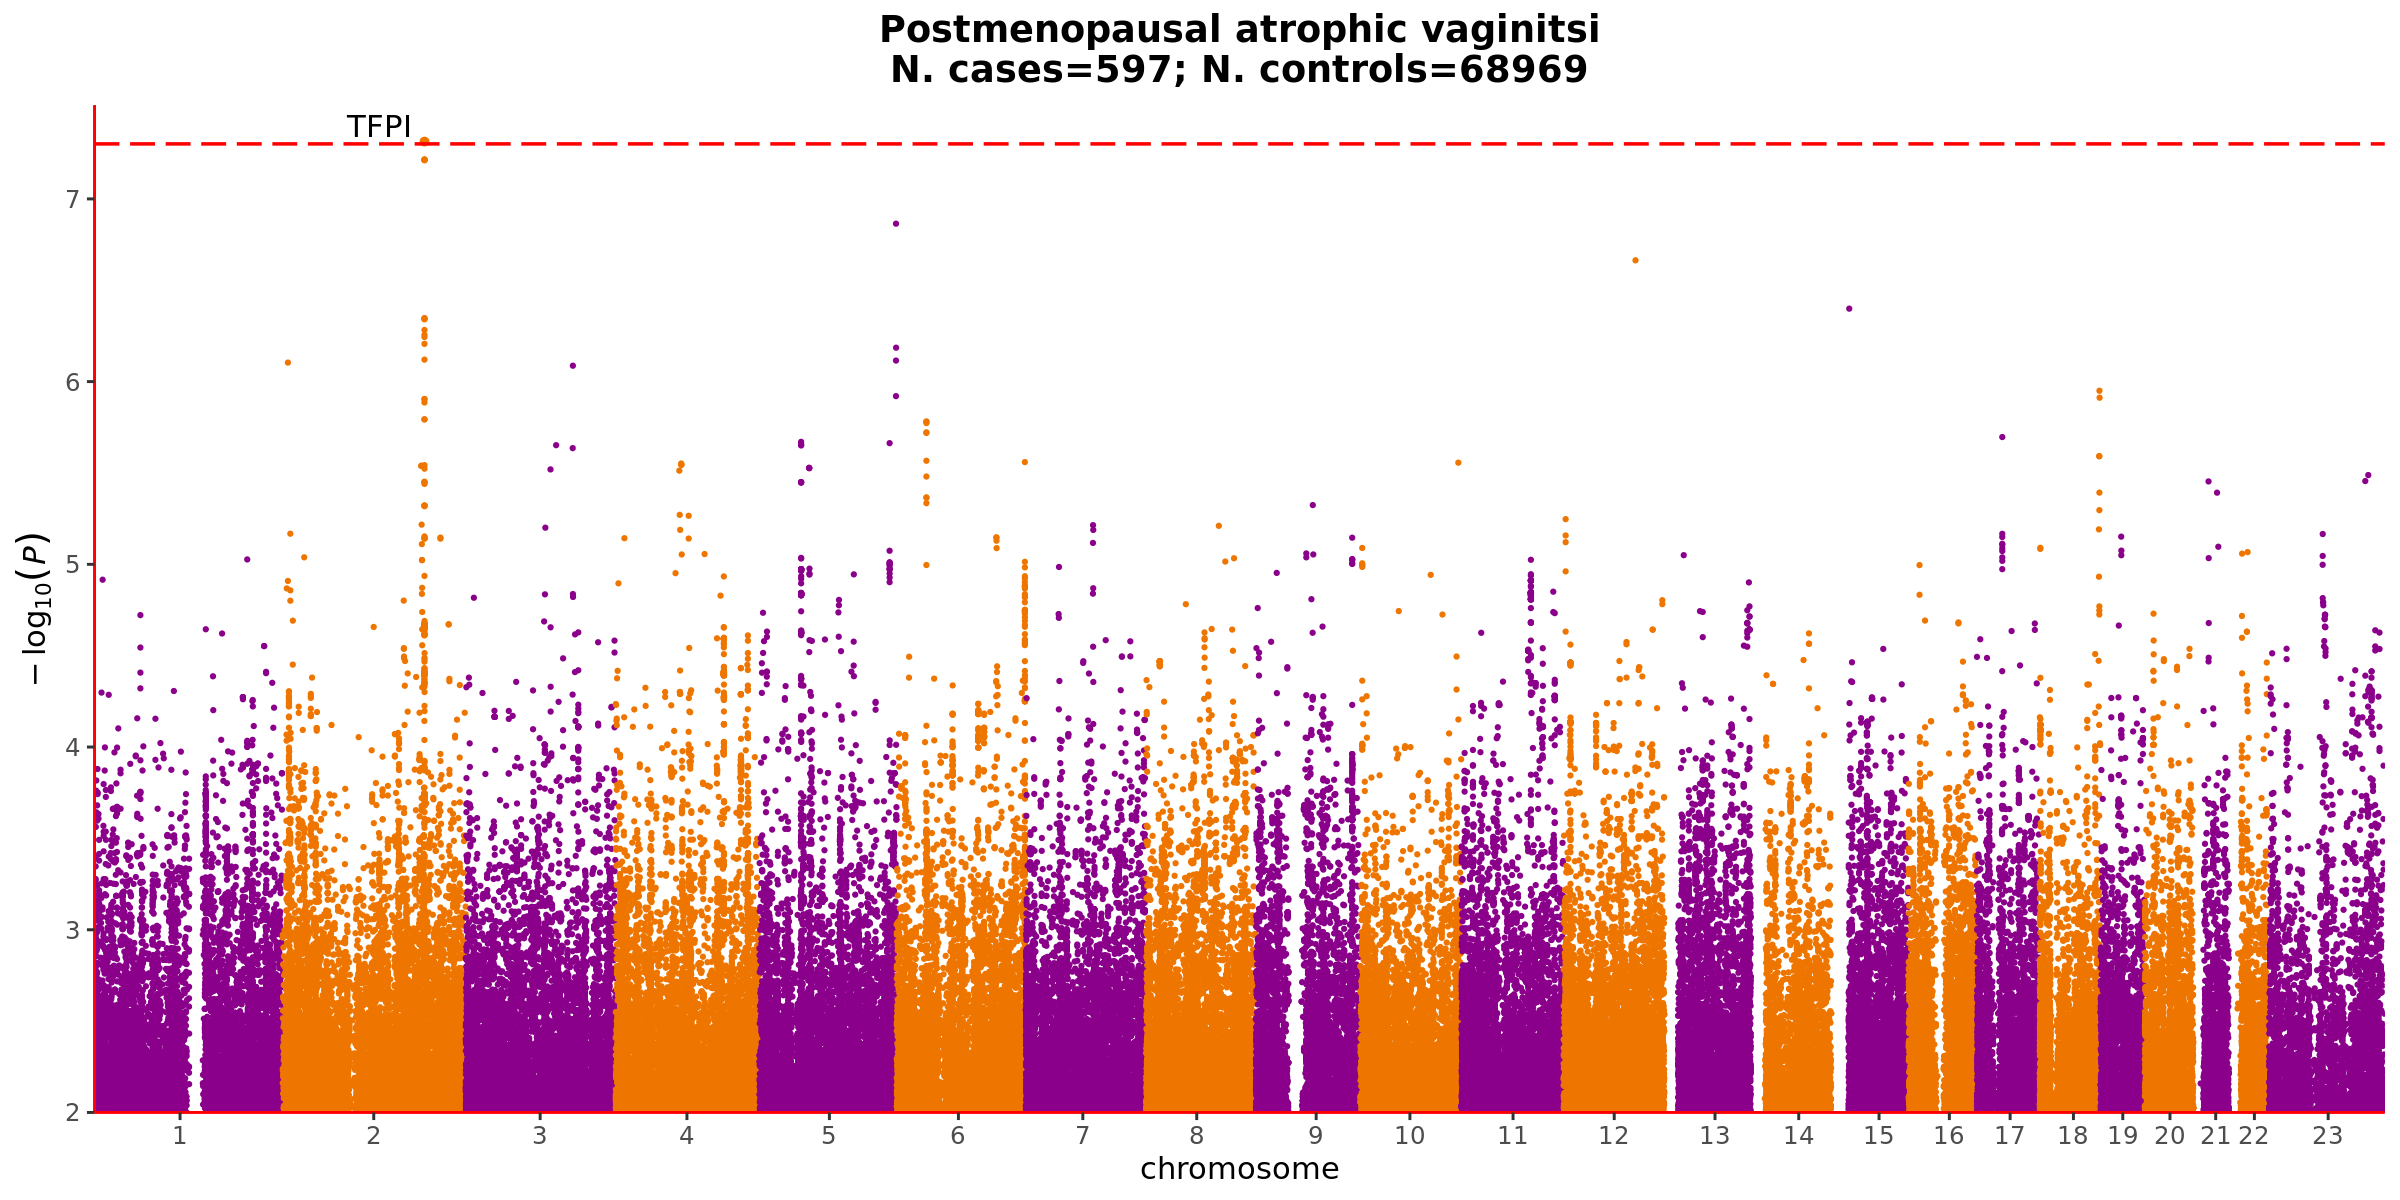 Postmenopausal atrophic vaginitsi
N. cases=597; N. controls=68969
TFPI
7
6
5
4
3
2
− log₁₀(P)
1 2 3 4 5 6 7 8 9 10 11 12 13 14 15 16 17 18 19 20 21 22 23
chromosome